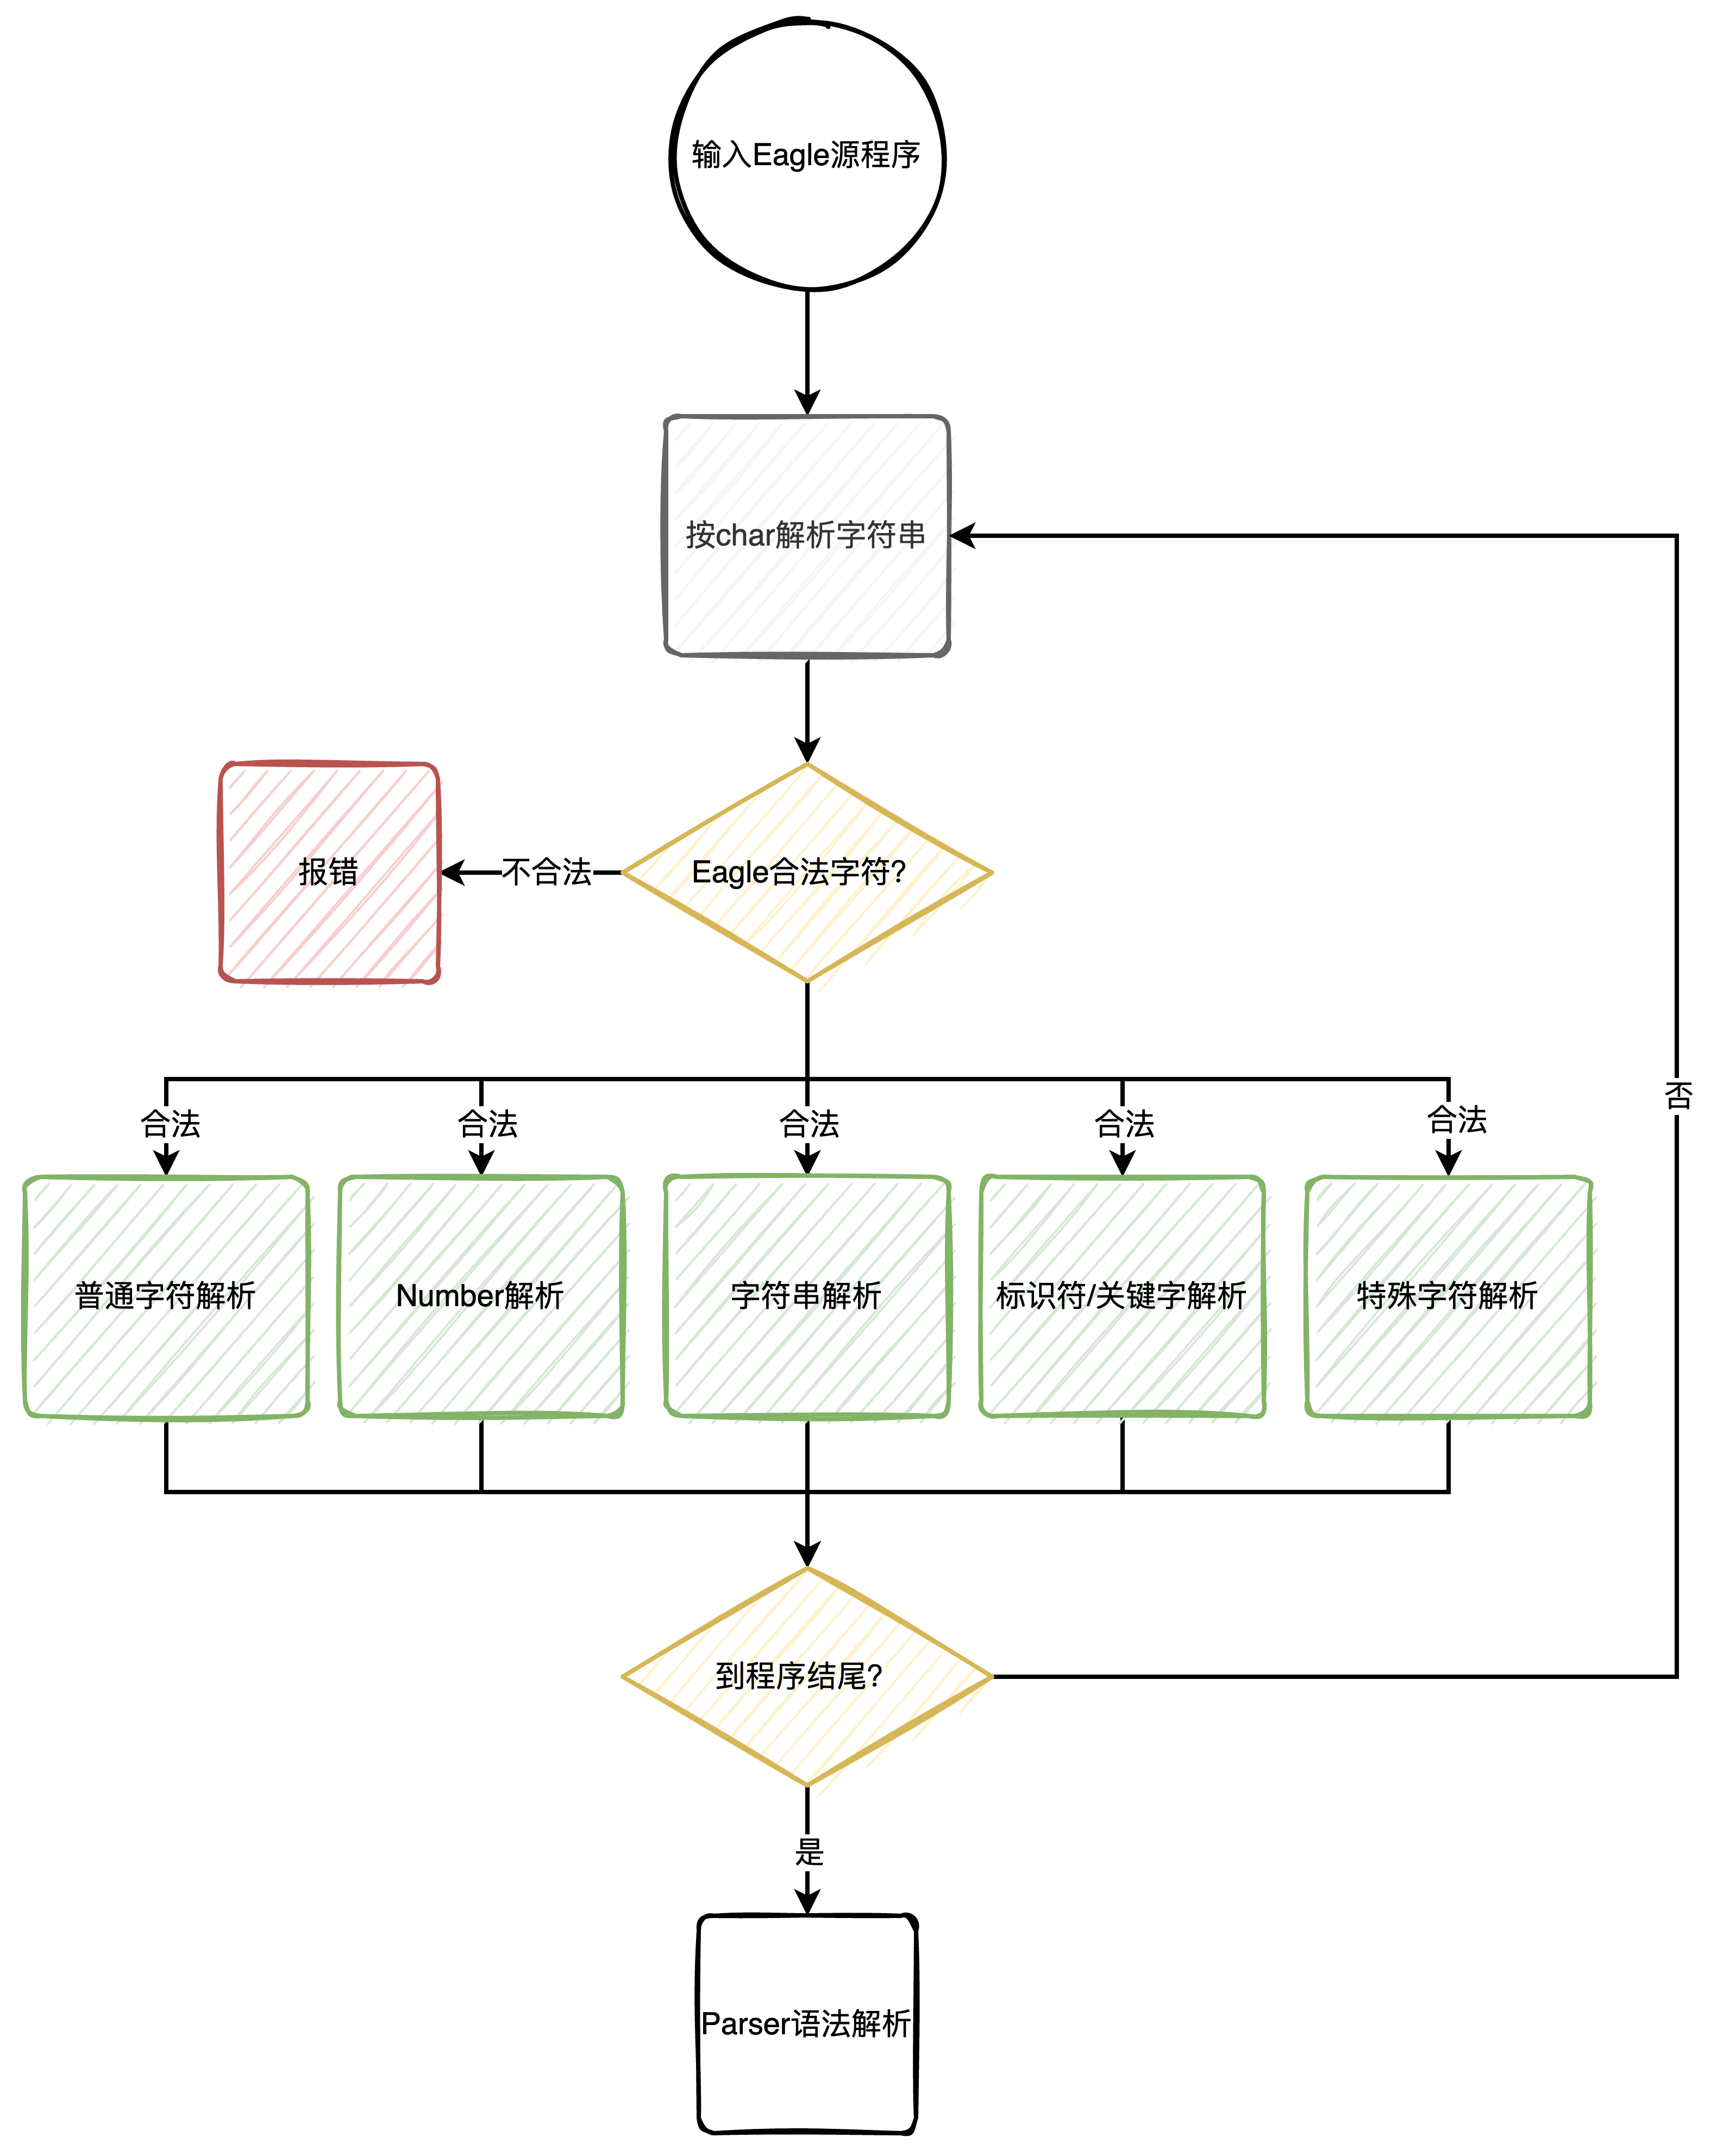 输入Eagle源程序
按char解析字符串
报错
不合法
Eagle合法字符?
合法
合法
合法
合法
合法
否
普通字符解析
Number解析
字符串解析
标识符/关键字解析
特殊字符解析
到程序结尾?
是
Parser语法解析